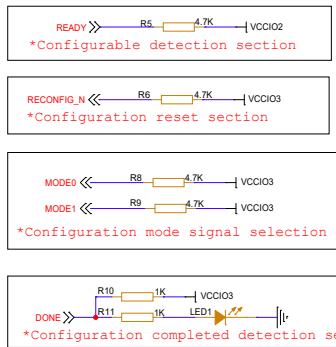 READY R5 4.7K VCCIO2
*Configurable detection section
RECONFIG_N R6 4.7K VCCIO3
*Configuration reset section
MODE0 R8 4.7K VCCIO3
MODE1 R9 4.7K VCCIO3
*Configuration mode signal selection
R10 1K VCCIO3
DONE R11 1K LED1
*Configuration completed detection se